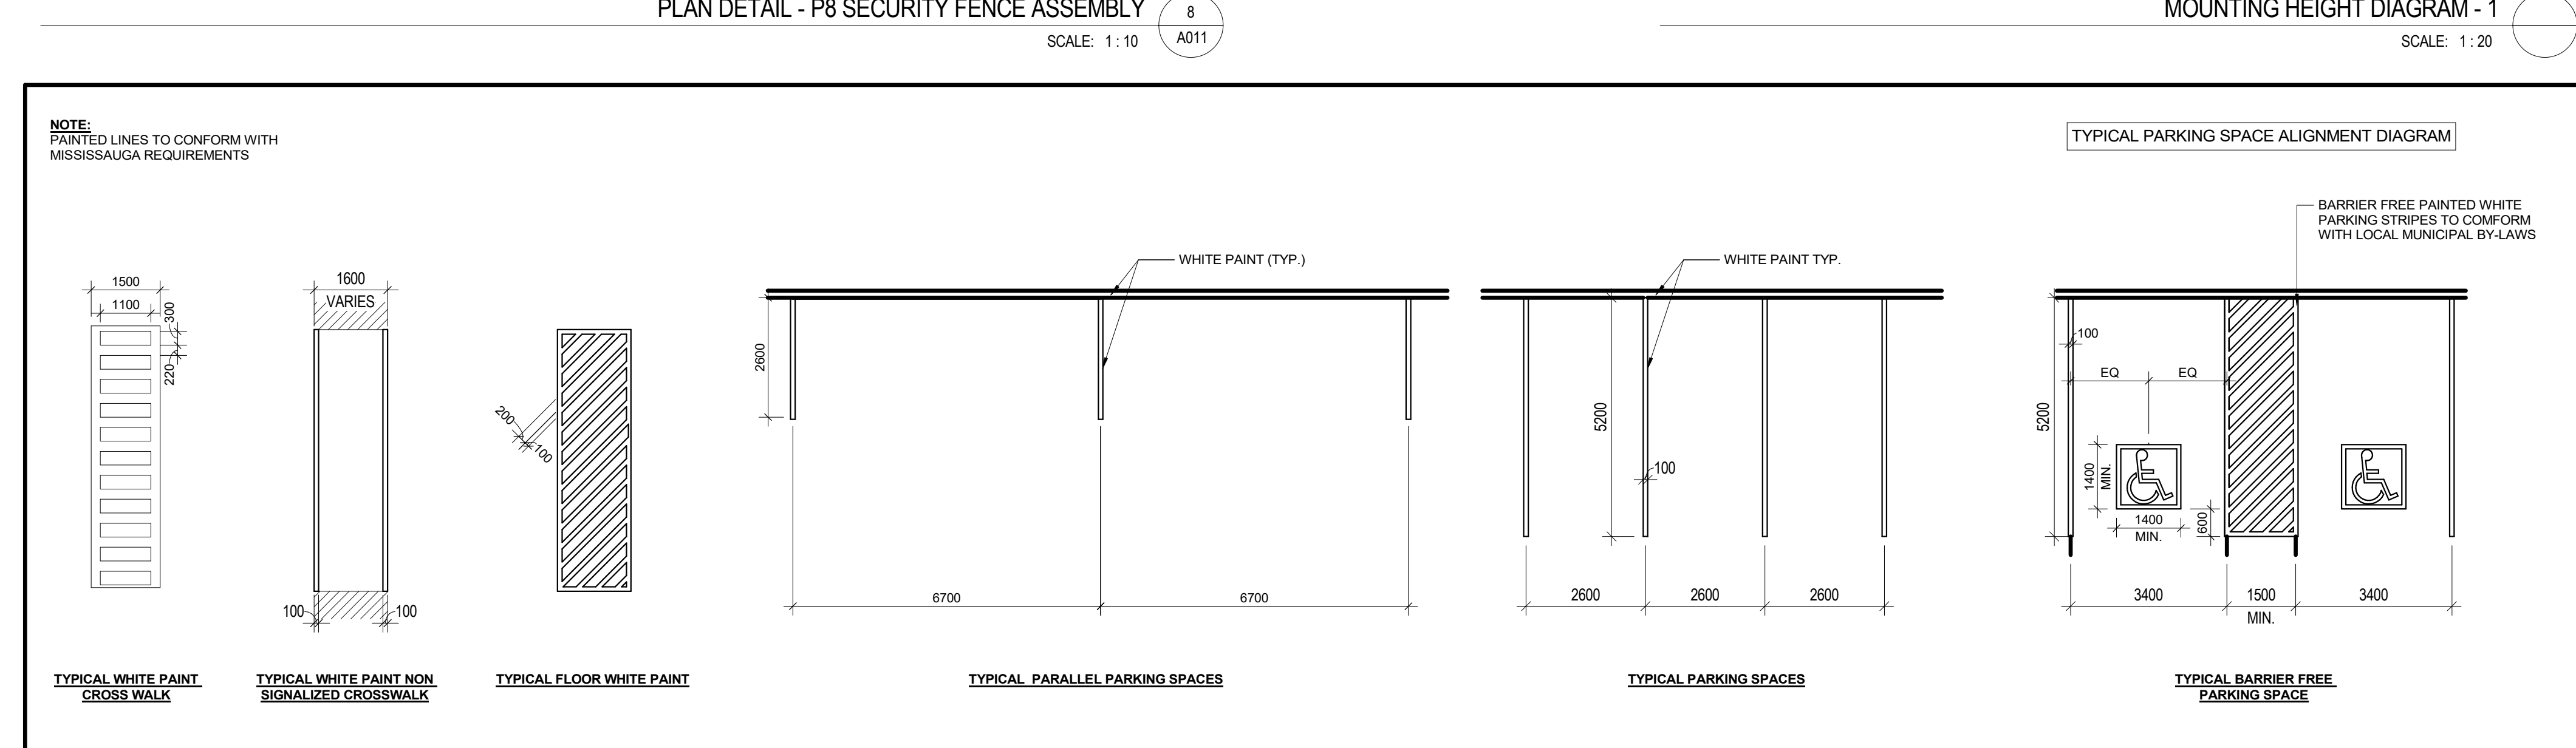 PLAN DETAIL - P8 SECURITY FENCE ASSEMBLY
8
A011
SCALE: 1 : 10
MOUNTING HEIGHT DIAGRAM - 1
SCALE: 1 : 20
NOTE:
PAINTED LINES TO CONFORM WITH
MISSISSAUGA REQUIREMENTS
TYPICAL PARKING SPACE ALIGNMENT DIAGRAM
1500
1100
300
220
TYPICAL WHITE PAINT
CROSS WALK
1600
VARIES
100
100
TYPICAL WHITE PAINT NON
SIGNALIZED CROSSWALK
200
100
TYPICAL FLOOR WHITE PAINT
WHITE PAINT (TYP.)
2600
6700
6700
TYPICAL PARALLEL PARKING SPACES
WHITE PAINT TYP.
5200
100
2600
2600
2600
TYPICAL PARKING SPACES
BARRIER FREE PAINTED WHITE
PARKING STRIPES TO COMFORM
WITH LOCAL MUNICIPAL BY-LAWS
100
EQ
EQ
5200
1400
MIN.
1400
MIN.
600
3400
1500
MIN.
3400
TYPICAL BARRIER FREE
PARKING SPACE